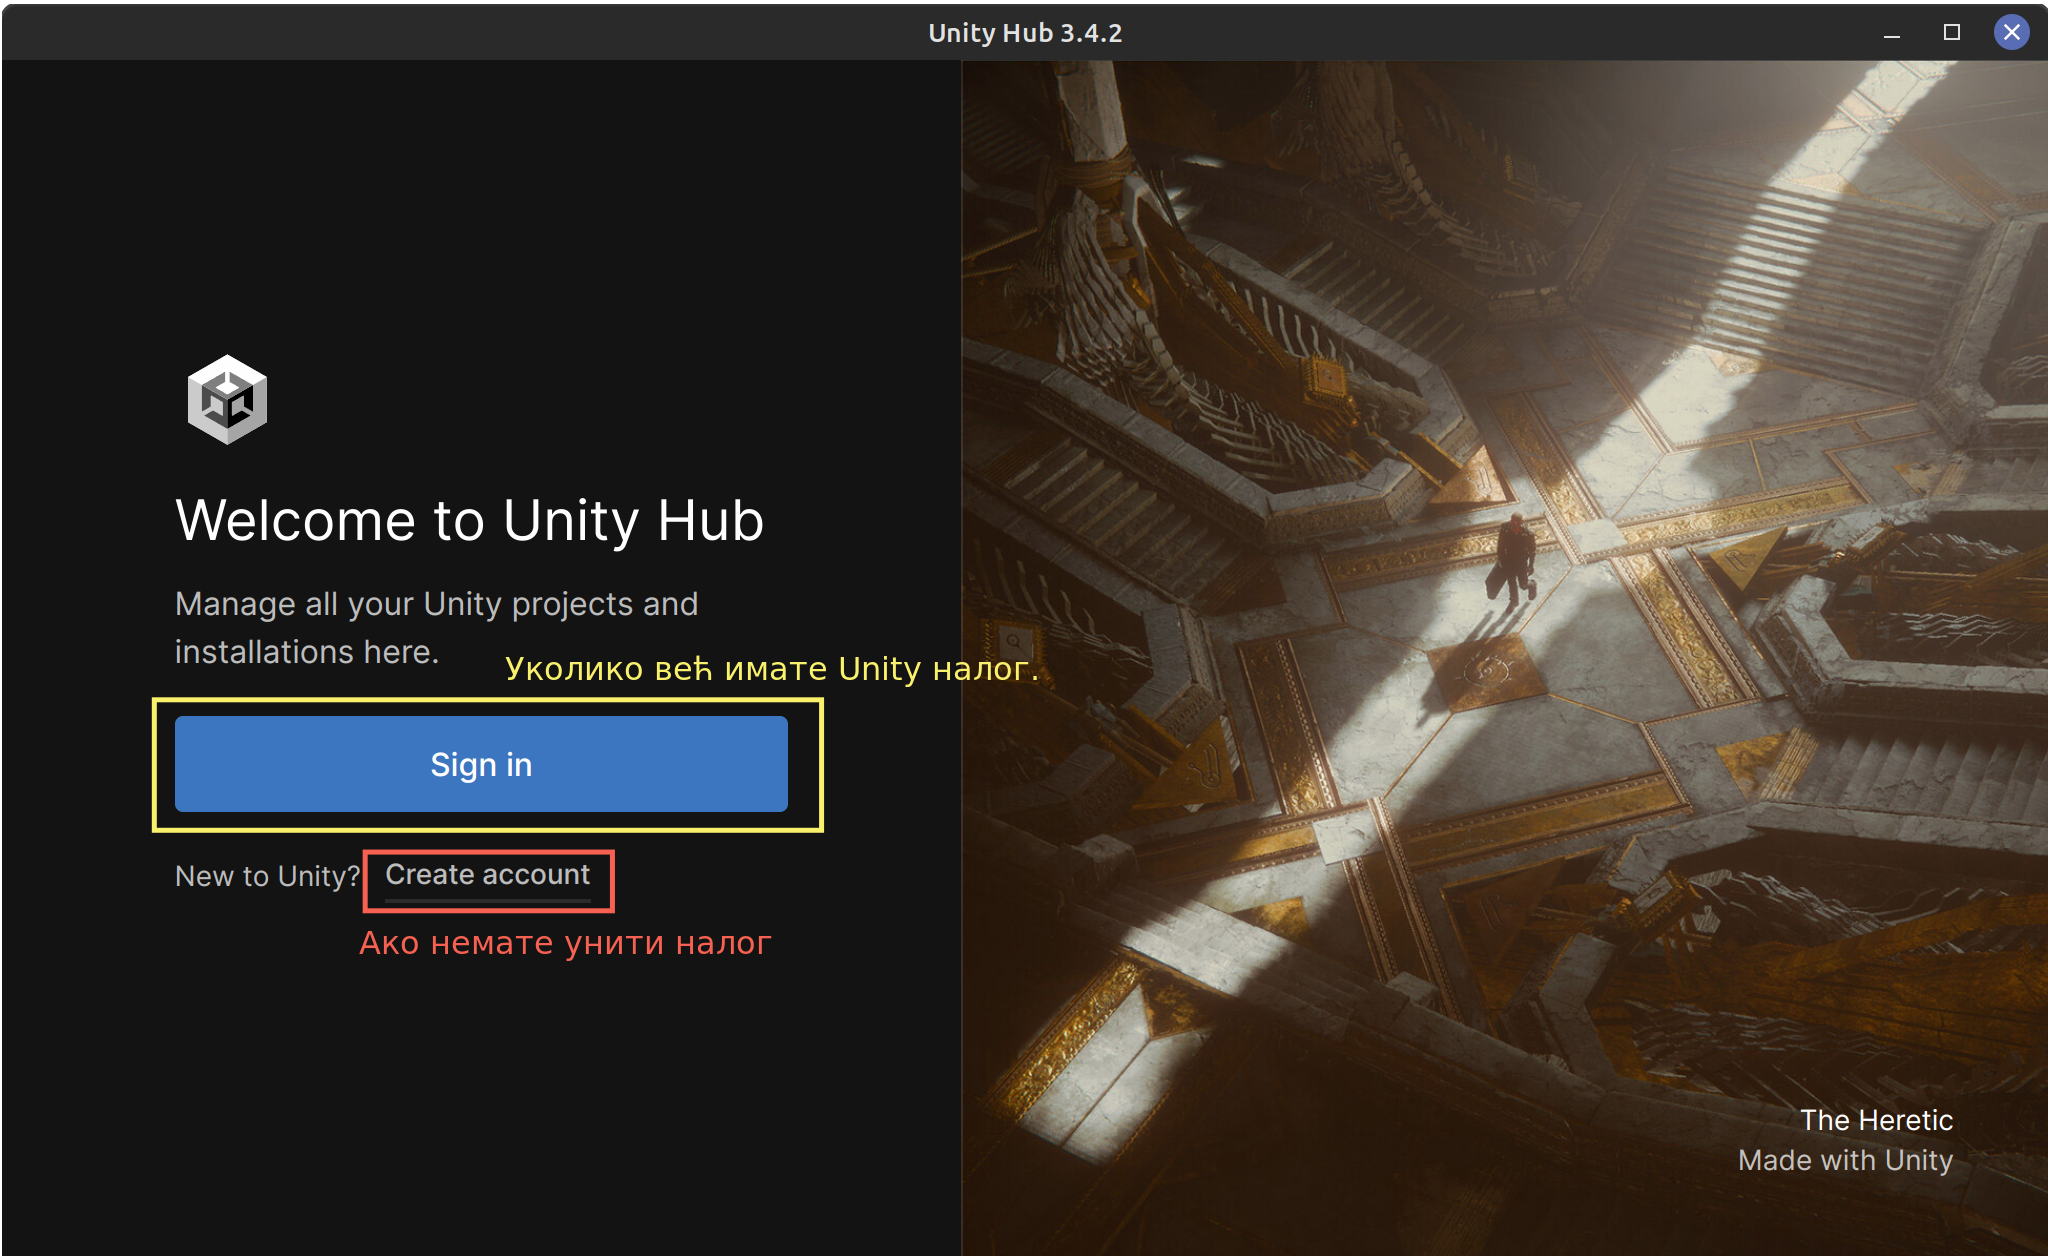 Unity Hub 3.4.2
Welcome to Unity Hub
Manage all your Unity projects and
installations here.
Уколико већ имате Unity налог.
Sign in
New to Unity? Create account
Ако немате унити налог
The Heretic
Made with Unity